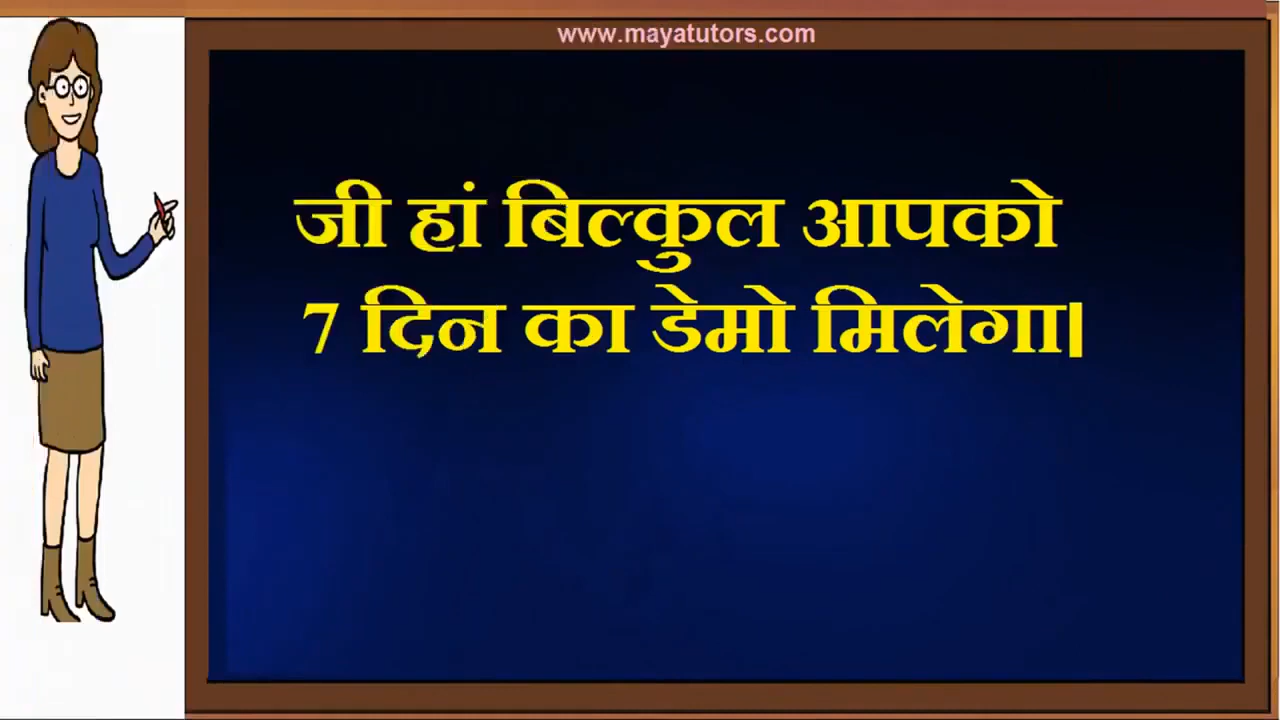 www.mayatutors.com
जी हां बिल्कुल आपको
7 दिन का डेमो मिलेगा।